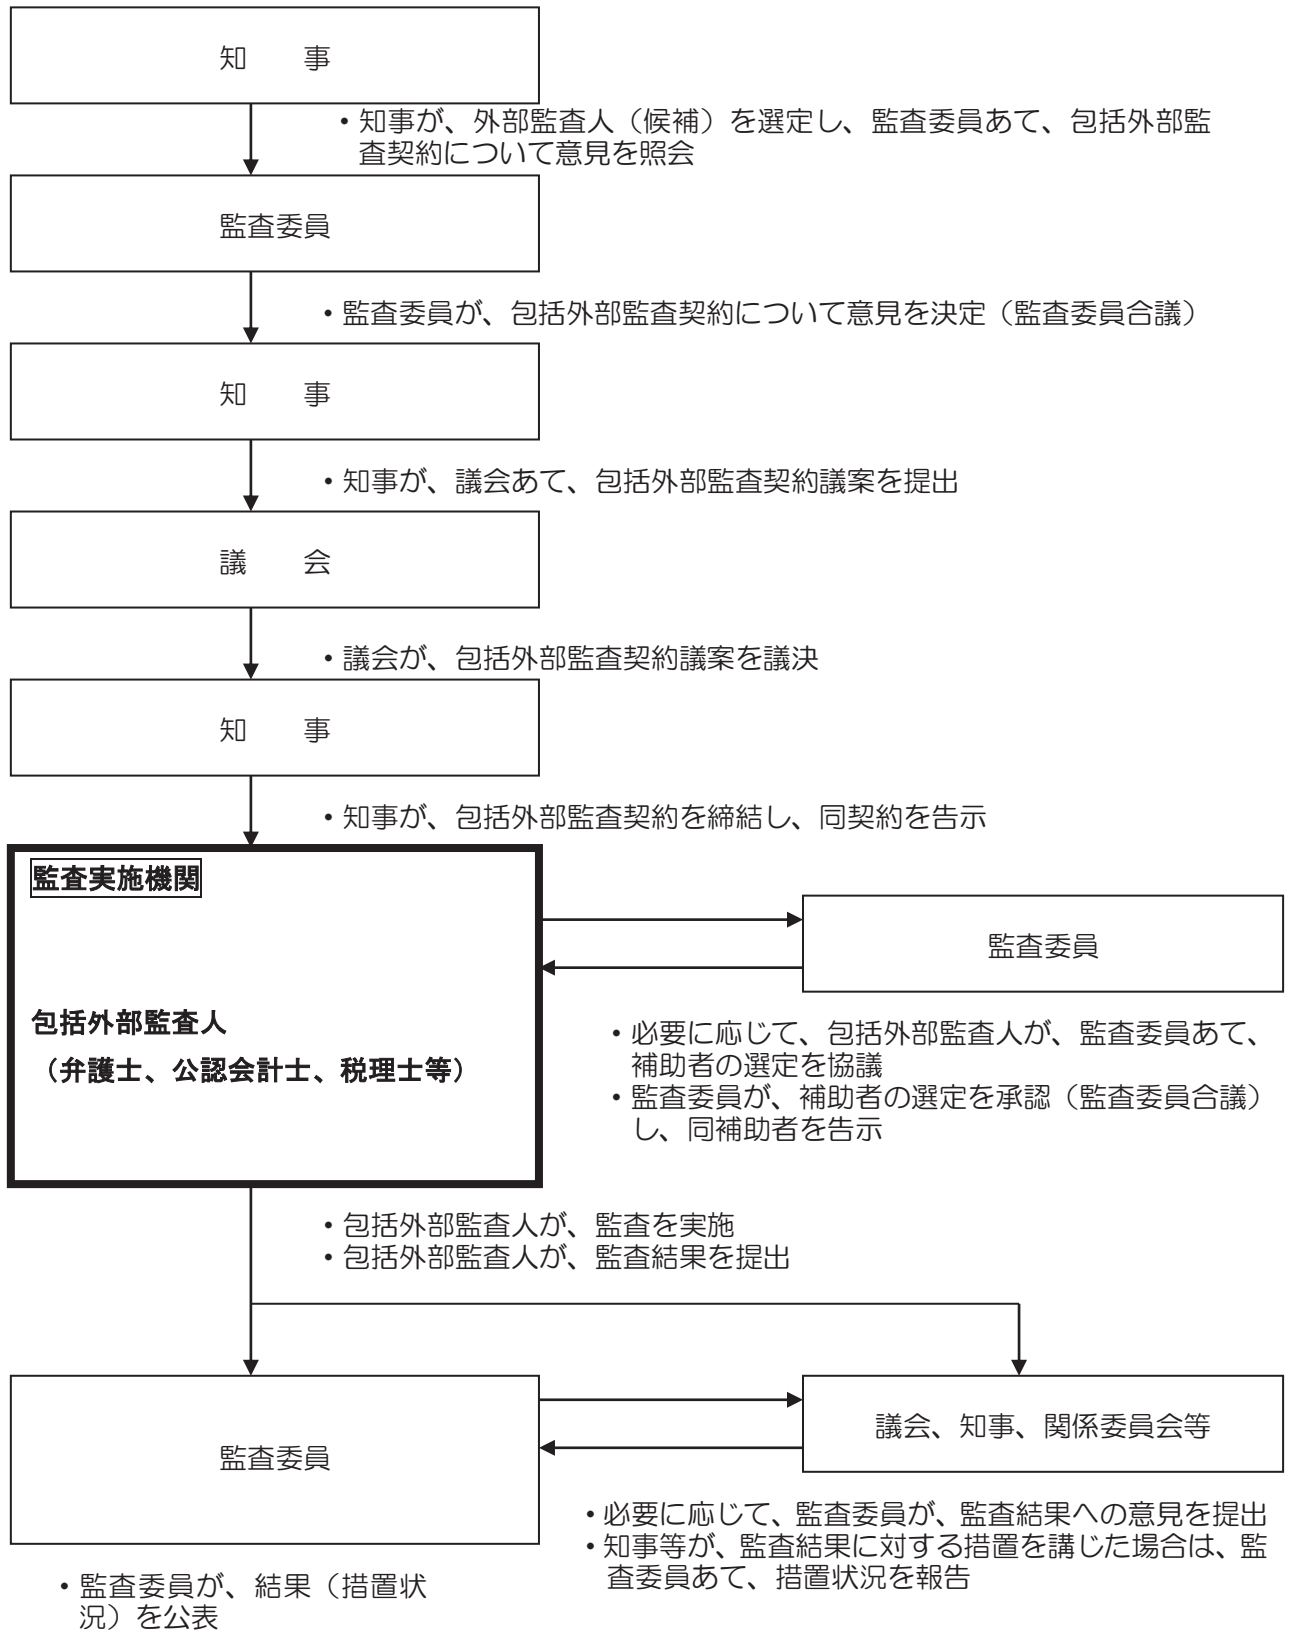 知　　事
・知事が、外部監査人（候補）を選定し、監査委員あて、包括外部監
査契約について意見を照会
監査委員
・監査委員が、包括外部監査契約について意見を決定（監査委員合議）
知　　事
・知事が、議会あて、包括外部監査契約議案を提出
議　　会
・議会が、包括外部監査契約議案を議決
知　　事
・知事が、包括外部監査契約を締結し、同契約を告示
監査実施機関
包括外部監査人
（弁護士、公認会計士、税理士等）
監査委員
・必要に応じて、包括外部監査人が、監査委員あて、
補助者の選定を協議
・監査委員が、補助者の選定を承認（監査委員合議）
し、同補助者を告示
・包括外部監査人が、監査を実施
・包括外部監査人が、監査結果を提出
監査委員
議会、知事、関係委員会等
・必要に応じて、監査委員が、監査結果への意見を提出
・知事等が、監査結果に対する措置を講じた場合は、監
査委員あて、措置状況を報告
・監査委員が、結果（措置状
況）を公表